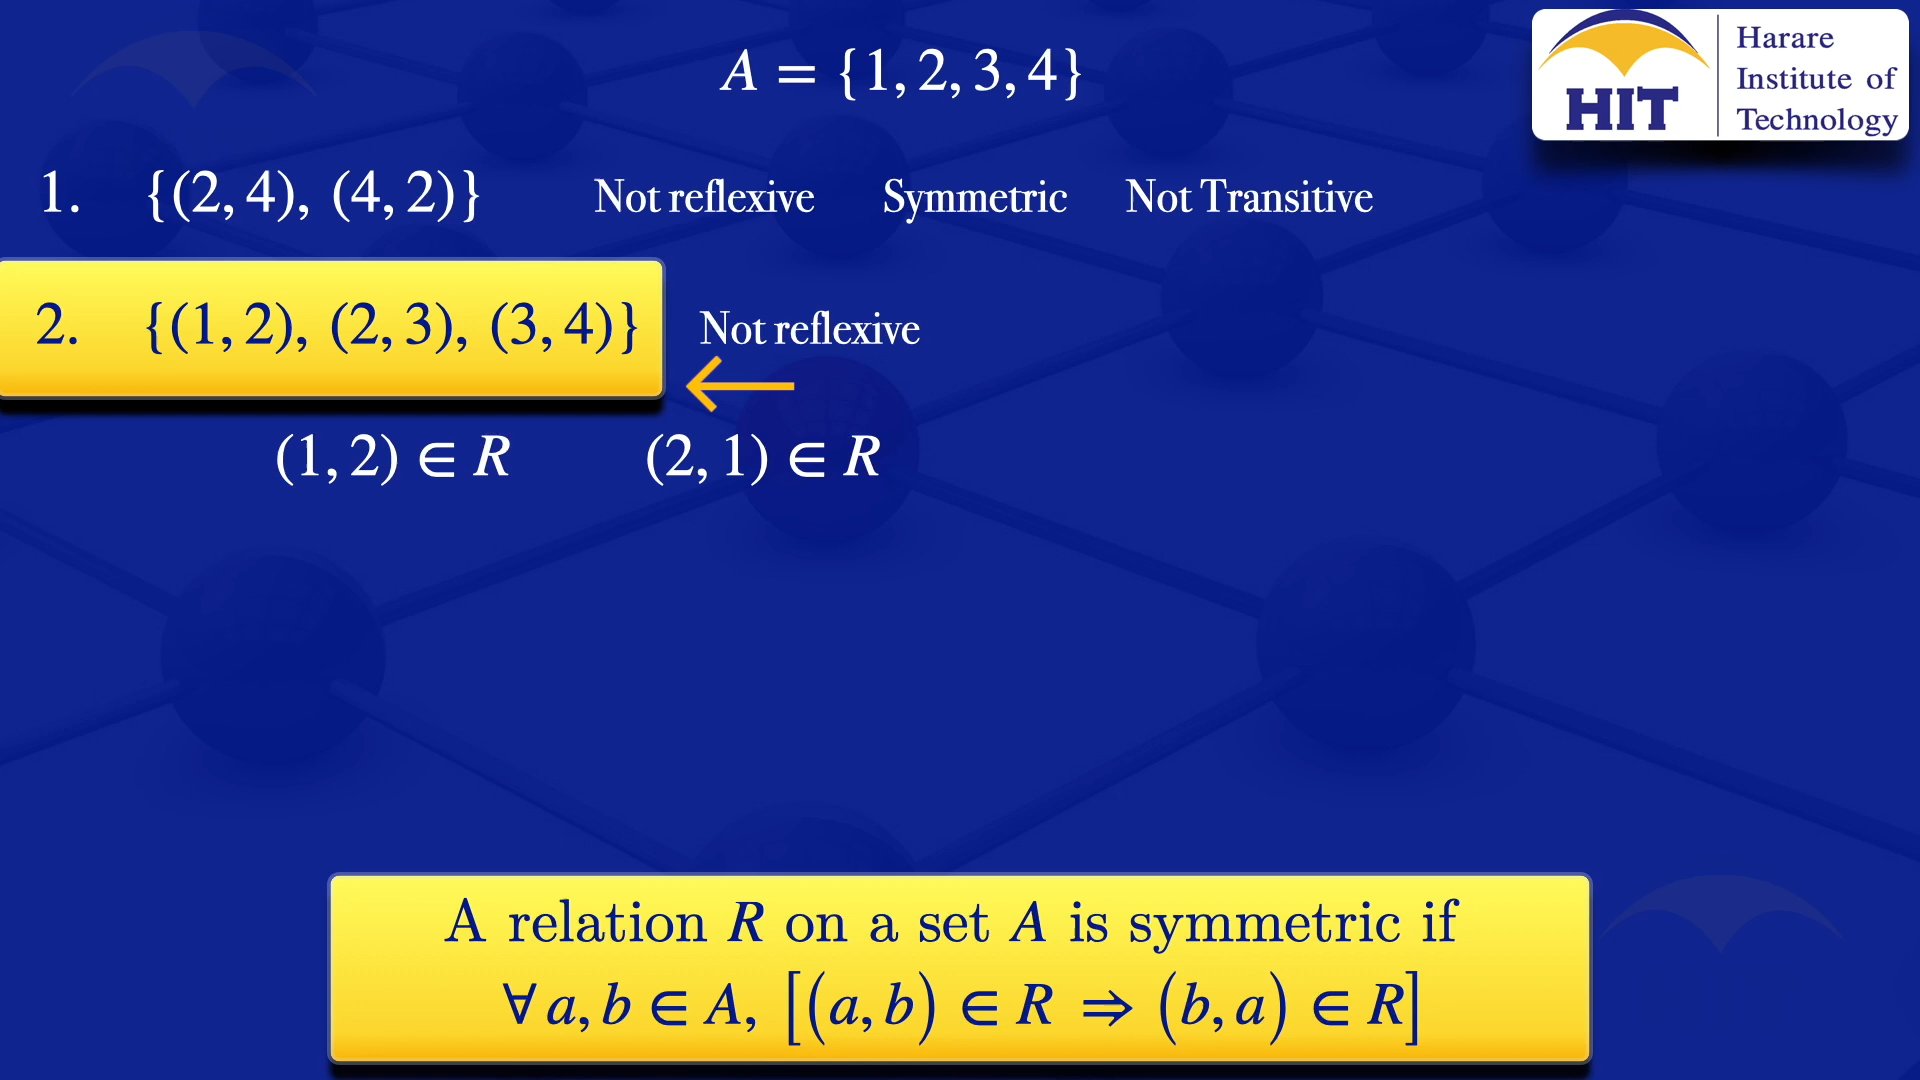 A = {1, 2, 3, 4}
HIT
Harare
Institute of
Technology
1. {(2, 4), (4, 2)} Not reflexive Symmetric Not Transitive
2. {(1, 2), (2, 3), (3, 4)} Not reflexive
(1, 2) ∈ R (2, 1) ∈ R
A relation R on a set A is symmetric if
∀ a, b ∈ A, [(a, b) ∈ R ⇒ (b, a) ∈ R]